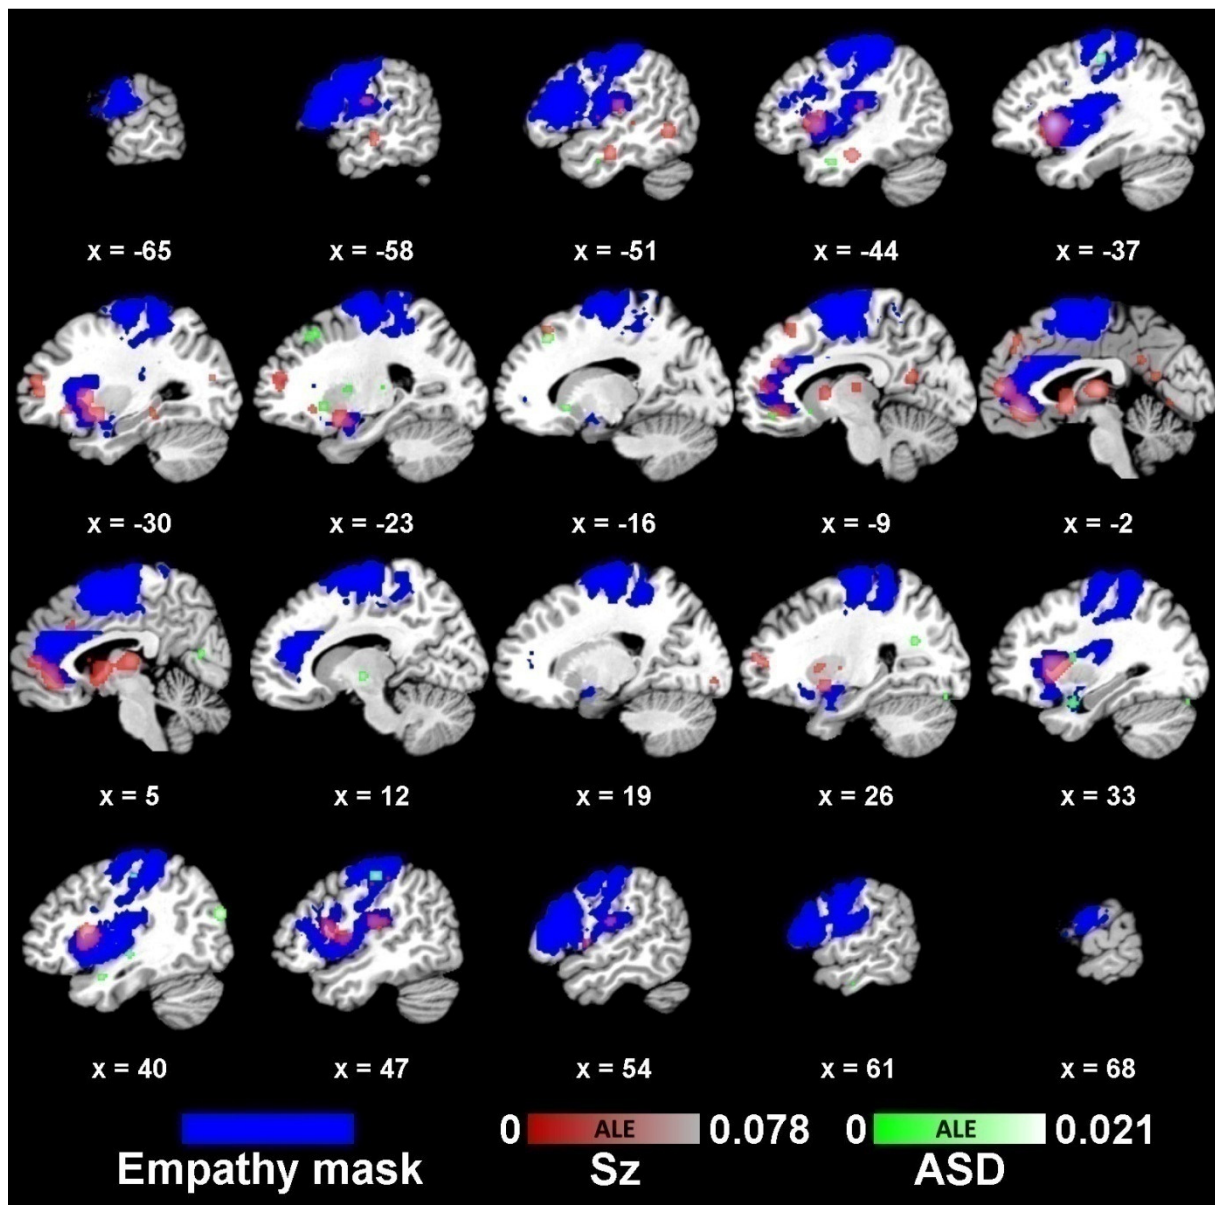 x = -65 x = -58 x = -51 x = -44 x = -37
x = -30 x = -23 x = -16 x = -9 x = -2
x = 5 x = 12 x = 19 x = 26 x = 33
x = 40 x = 47 x = 54 x = 61 x = 68
0 ALE 0.078 0 ALE 0.021
Empathy mask Sz ASD